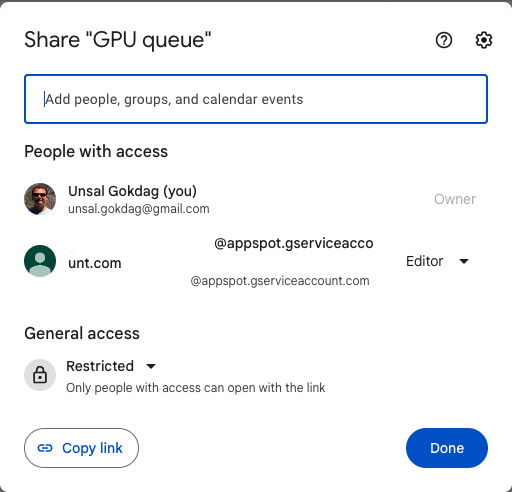 Share "GPU queue"
Add people, groups, and calendar events
People with access
Unsal Gokdag (you)
unsal.gokdag@gmail.com
Owner
@appspot.gserviceacco
unt.com
Editor
@appspot.gserviceaccount.com
General access
Restricted
Only people with access can open with the link
Copy link
Done